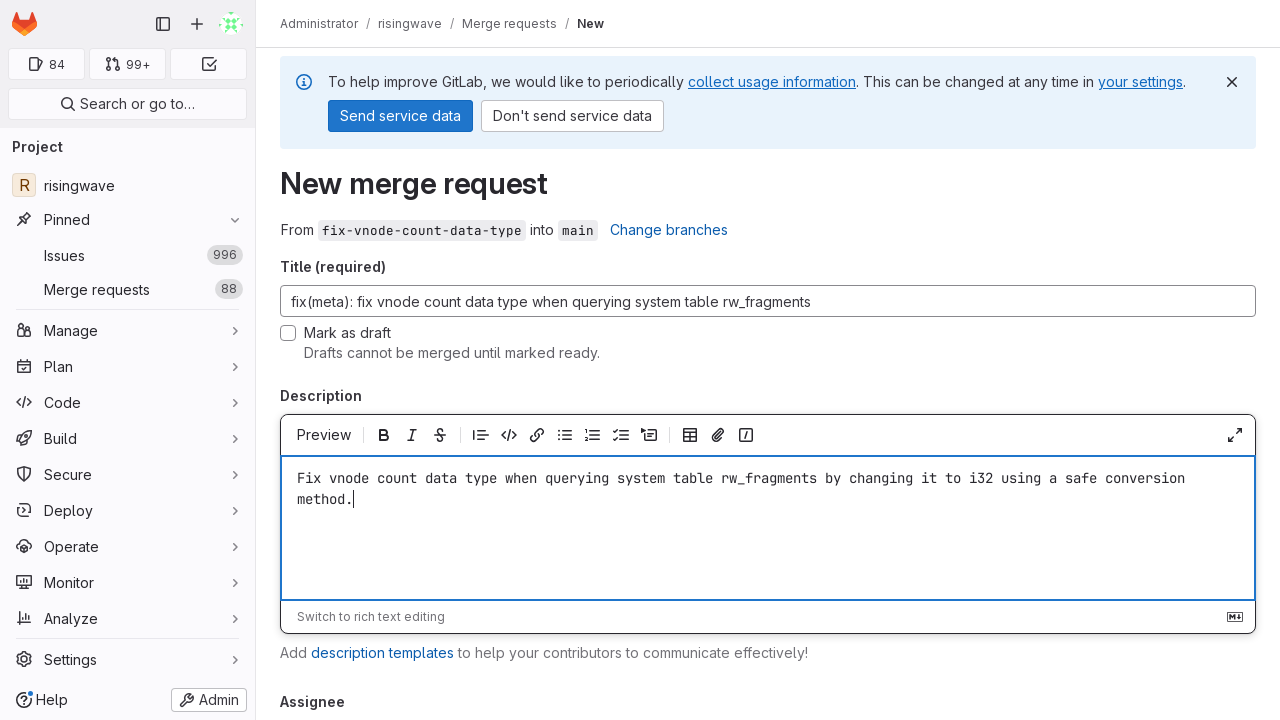 Administrator / risingwave / Merge requests / New
84
99+
Search or go to…
To help improve GitLab, we would like to periodically collect usage information. This can be changed at any time in your settings.
Send service data
Don't send service data
Project
R risingwave
Pinned
Issues 996
Merge requests 88
Manage
Plan
Code
Build
Secure
Deploy
Operate
Monitor
Analyze
Settings
Help
Admin
New merge request
From fix-vnode-count-data-type into main Change branches
Title (required)
fix(meta): fix vnode count data type when querying system table rw_fragments
Mark as draft
Drafts cannot be merged until marked ready.
Description
Preview
Fix vnode count data type when querying system table rw_fragments by changing it to i32 using a safe conversion
method.
Switch to rich text editing
Add description templates to help your contributors to communicate effectively!
Assignee